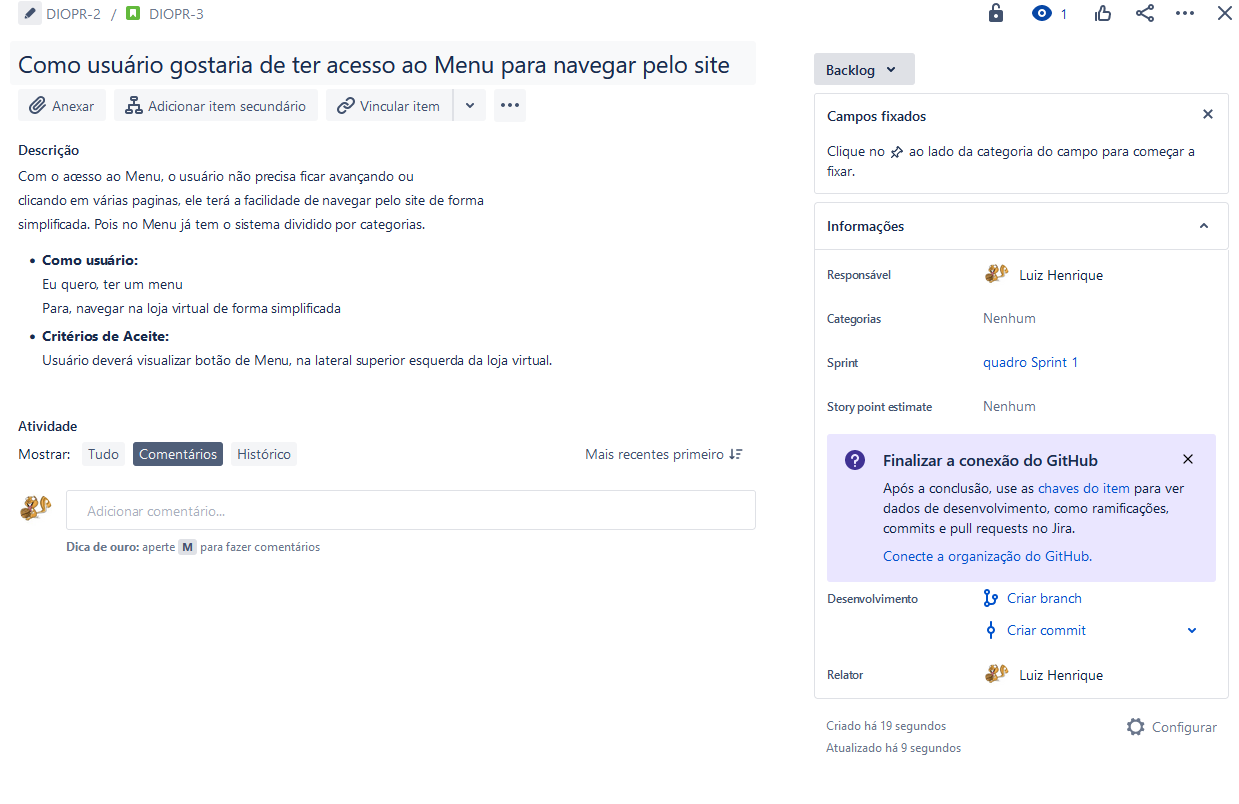 DIOPR-2 / DIOPR-3
1
Como usuário gostaria de ter acesso ao Menu para navegar pelo site
Anexar
Adicionar item secundário
Vincular item
Descrição
Com o acesso ao Menu, o usuário não precisa ficar avançando ou
clicando em várias paginas, ele terá a facilidade de navegar pelo site de forma
simplificada. Pois no Menu já tem o sistema dividido por categorias.
• Como usuário:
Eu quero, ter um menu
Para, navegar na loja virtual de forma simplificada
• Critérios de Aceite:
Usuário deverá visualizar botão de Menu, na lateral superior esquerda da loja virtual.
Atividade
Mostrar: Tudo Comentários Histórico
Mais recentes primeiro
Adicionar comentário...
Dica de ouro: aperte M para fazer comentários
Backlog
Campos fixados
Clique no ao lado da categoria do campo para começar a
fixar.
Informações
Responsável Luiz Henrique
Categorias Nenhum
Sprint quadro Sprint 1
Story point estimate Nenhum
Finalizar a conexão do GitHub
Após a conclusão, use as chaves do item para ver
dados de desenvolvimento, como ramificações,
commits e pull requests no Jira.
Conecte a organização do GitHub.
Desenvolvimento Criar branch
Criar commit
Relator Luiz Henrique
Criado há 19 segundos
Configurar
Atualizado há 9 segundos